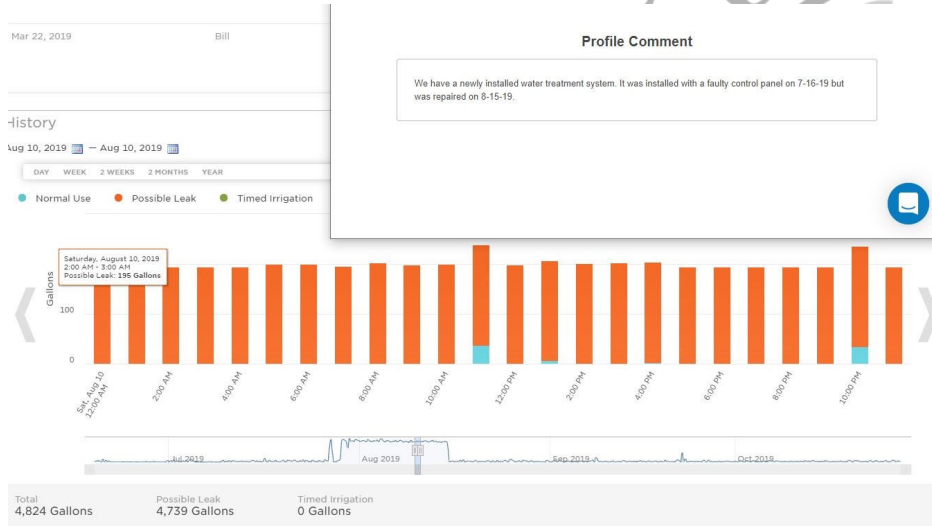 Mar 22, 2019
Bill
Profile Comment
We have a newly installed water treatment system. It was installed with a faulty control panel on 7-16-19 but
was repaired on 8-15-19.
History
Aug 10, 2019 — Aug 10, 2019
DAY WEEK 2 WEEKS 2 MONTHS YEAR
Normal Use Possible Leak Timed Irrigation
Saturday, August 10, 2019
2:00 AM - 3:00 AM
Possible Leak: 195 Gallons
Gallons
100
0
Sat, Aug 10
12:00 AM
2:00 AM
4:00 AM
6:00 AM
8:00 AM
10:00 AM
12:00 PM
2:00 PM
4:00 PM
6:00 PM
8:00 PM
10:00 PM
Jul 2019 Aug 2019 Sep 2019 Oct 2019
Total Possible Leak Timed Irrigation
4,824 Gallons 4,739 Gallons 0 Gallons